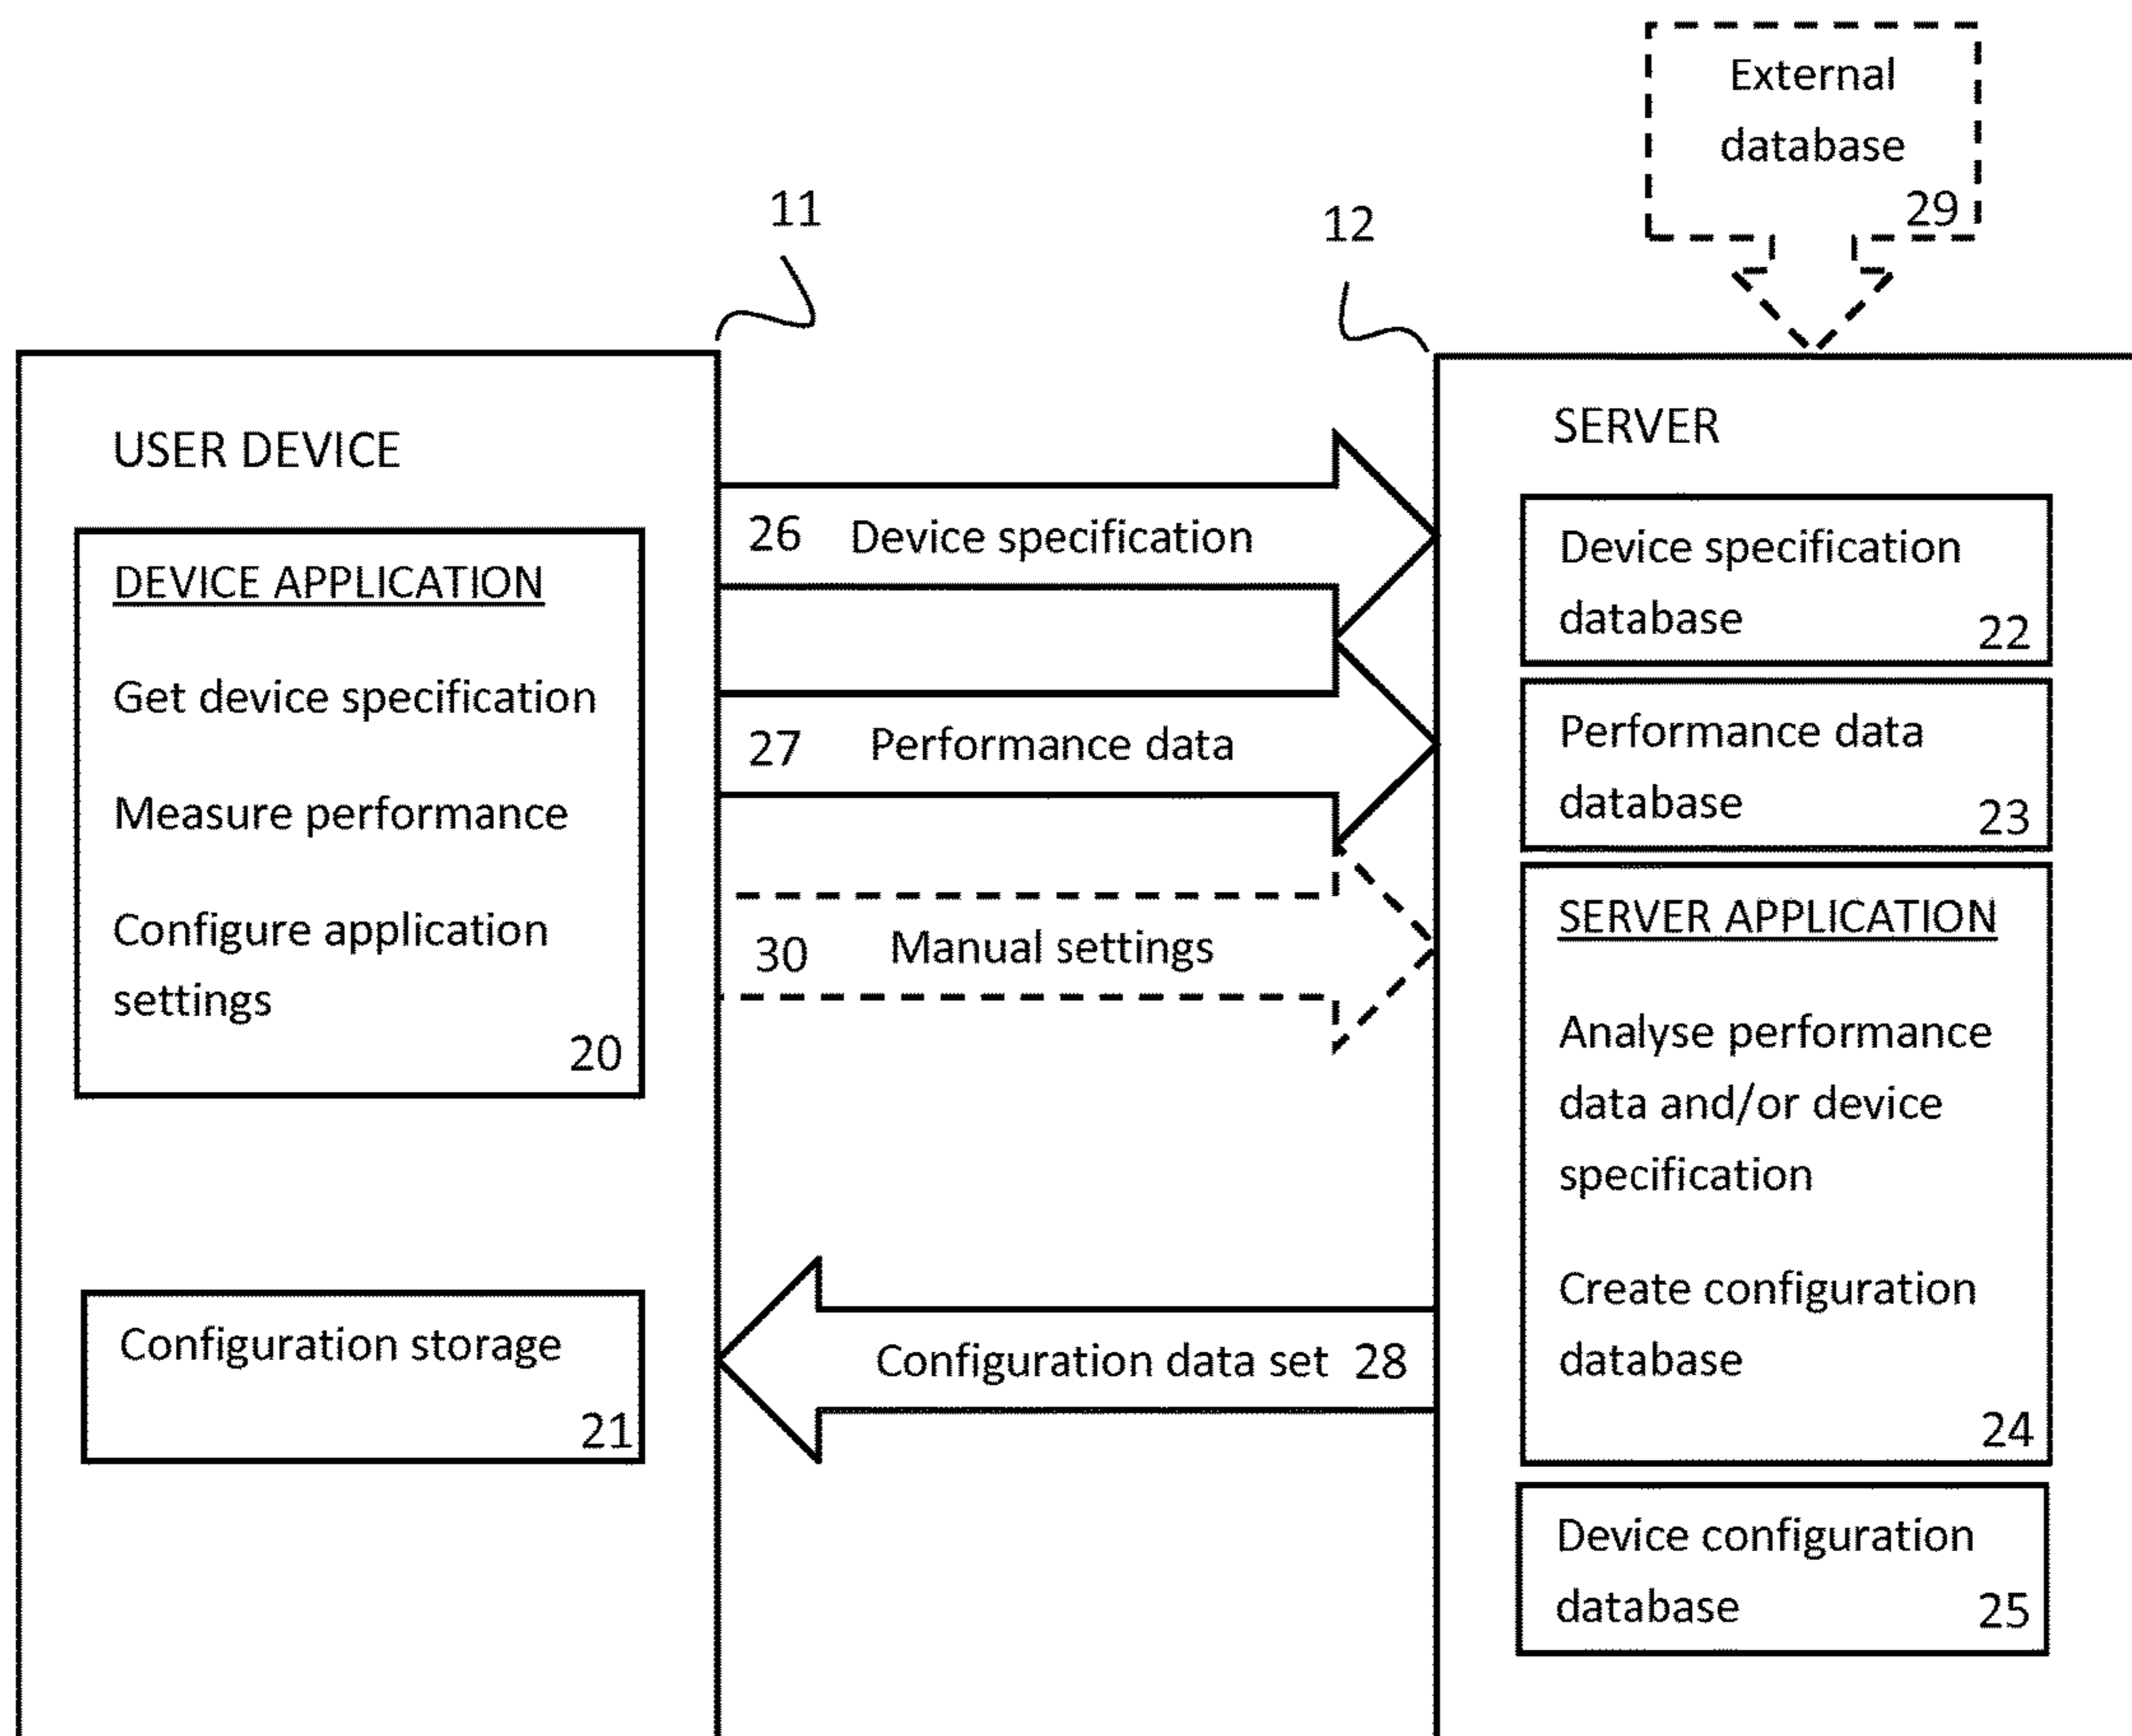 External
database
29
11
12
USER DEVICE
DEVICE APPLICATION
Get device specification
Measure performance
Configure application
settings
20
Configuration storage
21
26 Device specification
27 Performance data
30 Manual settings
Configuration data set 28
SERVER
Device specification
database
22
Performance data
database
23
SERVER APPLICATION
Analyse performance
data and/or device
specification
Create configuration
database
24
Device configuration
database
25